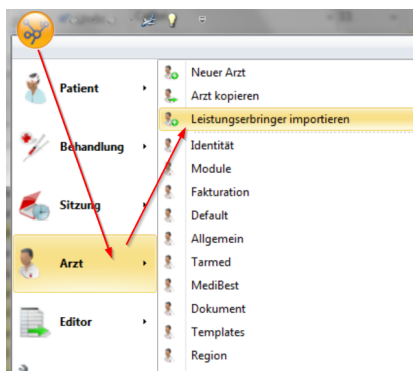 Patient
Behandlung
Sitzung
Arzt
Editor
Neuer Arzt
Arzt kopieren
Leistungserbringer importieren
Identität
Module
Fakturation
Default
Allgemein
Tarmed
MediBest
Dokument
Templates
Region